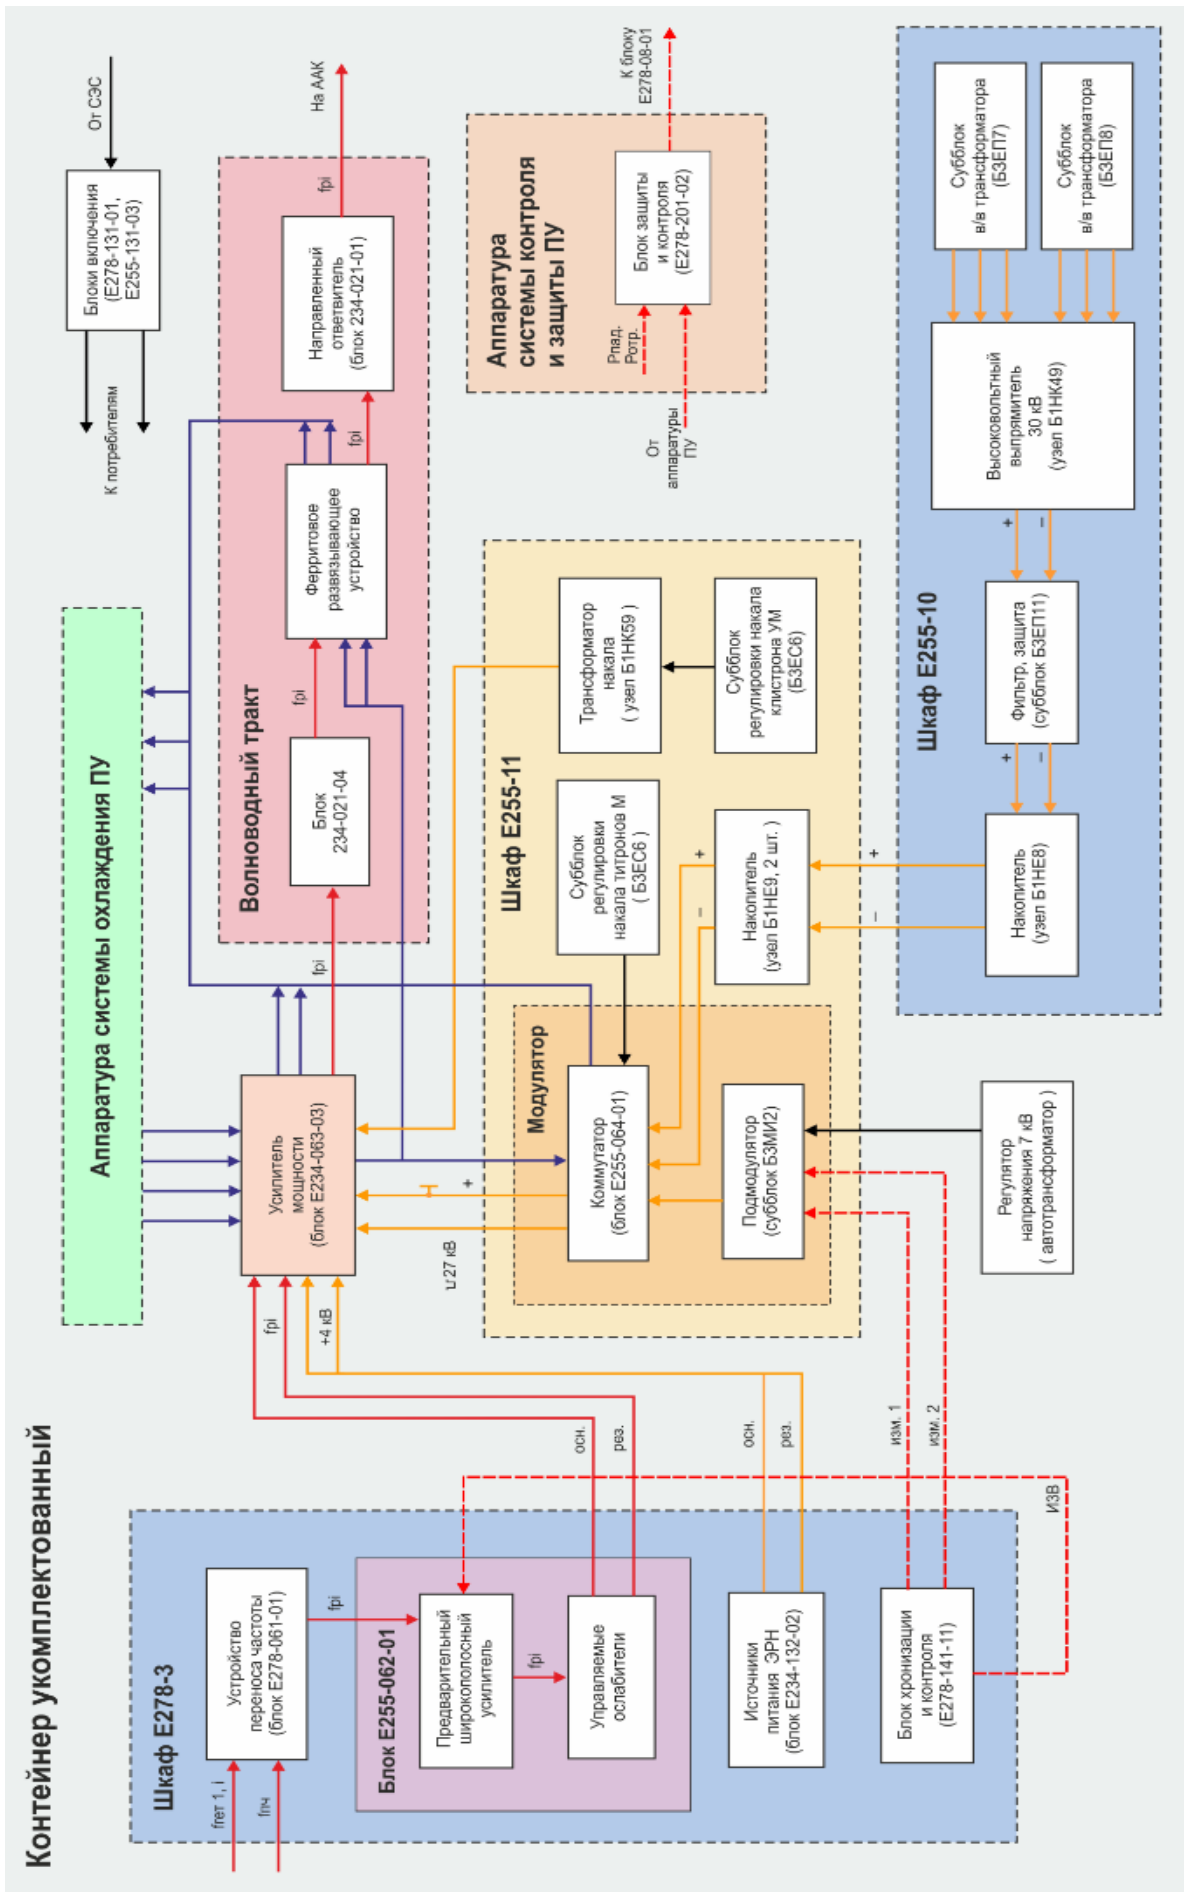 Контейнер укомплектованный
Шкаф Е278-3
fгет 1, i
fпч
Устройство
переноса частоты
(блок Е278-061-01)
fpi
Блок Е255-062-01
Предварительный
широкополосный
усилитель
fpi
Управляемые
ослабители
осн.
рез.
Источники
питания ЭРН
(блок Е234-132-02)
осн.
рез.
Блок хронизации
и контроля
(Е278-141-11)
изм. 1
изм. 2
ИЗВ
Аппаратура системы охлаждения ПУ
fpi
+4 кВ
Усилитель
мощности
(блок Е234-063-03)
fpi
27 кВ
+
Волноводный тракт
Блок
234-021-04
fpi
Ферритовое
развязывающее
устройство
fpi
Направленный
ответвитель
(блок 234-021-01)
fpi
На ААК
От СЭС
Блоки включения
(Е278-131-01,
Е255-131-03)
К потребителям
Шкаф Е255-11
Модулятор
Коммутатор
(блок Е255-064-01)
Подмодулятор
(субблок БЗМИ2)
Субблок
регулировки
накала титронов М
( БЗЕС6 )
Накопитель
(узел Б1НЕ9, 2 шт. )
–
+
Трансформатор
накала
( узел Б1НК59 )
Субблок
регулировки накала
клистрона УМ
(БЗЕС6)
Регулятор
напряжения 7 кВ
( автотрансформатор )
Аппаратура
системы контроля
и защиты ПУ
Рпад.
Ротр.
От
аппаратуры
ПУ
Блок защиты
и контроля
(Е278-201-02)
К блоку
Е278-08-01
Шкаф Е255-10
–
+
Накопитель
(узел Б1НЕ8)
+
–
Фильтр, защита
(субблок БЗЕП11)
+
–
Высоковольтный
выпрямитель
30 кВ
(узел Б1НК49)
Субблок
в/в трансформатора
(БЗЕП7)
Субблок
в/в трансформатора
(БЗЕП8)